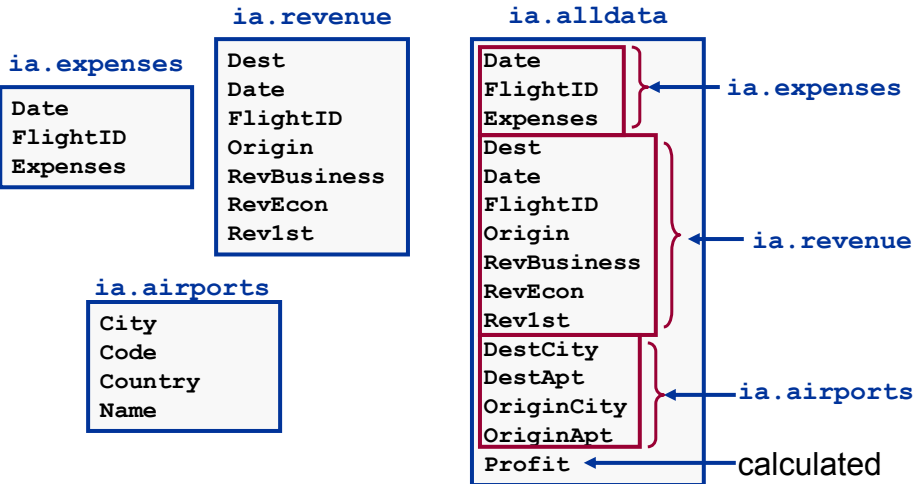 ia.expenses
Date
FlightID
Expenses
ia.revenue
Dest
Date
FlightID
Origin
RevBusiness
RevEcon
Rev1st
ia.airports
City
Code
Country
Name
ia.alldata
Date
FlightID
Expenses
Dest
Date
FlightID
Origin
RevBusiness
RevEcon
Rev1st
DestCity
DestApt
OriginCity
OriginApt
Profit
ia.expenses
ia.revenue
ia.airports
calculated